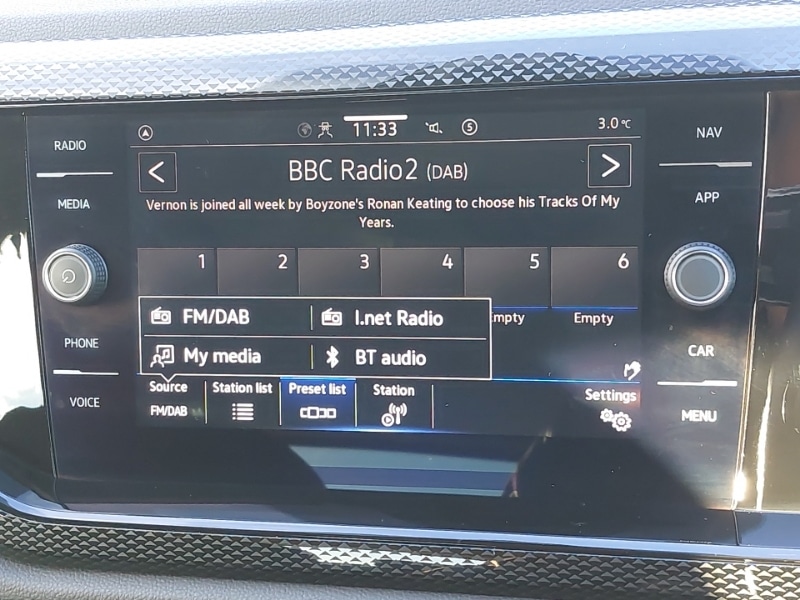 RADIO
MEDIA
PHONE
VOICE
11:33
S
3.0°C
BBC Radio2 (DAB)
Vernon is joined all week by Boyzone's Ronan Keating to choose his Tracks Of My
Years.
1 2 3 4 5 6
FM/DAB I.net Radio
My media BT audio
Empty
Source Station list Preset list Station Settings
FM/DAB
NAV
APP
CAR
MENU